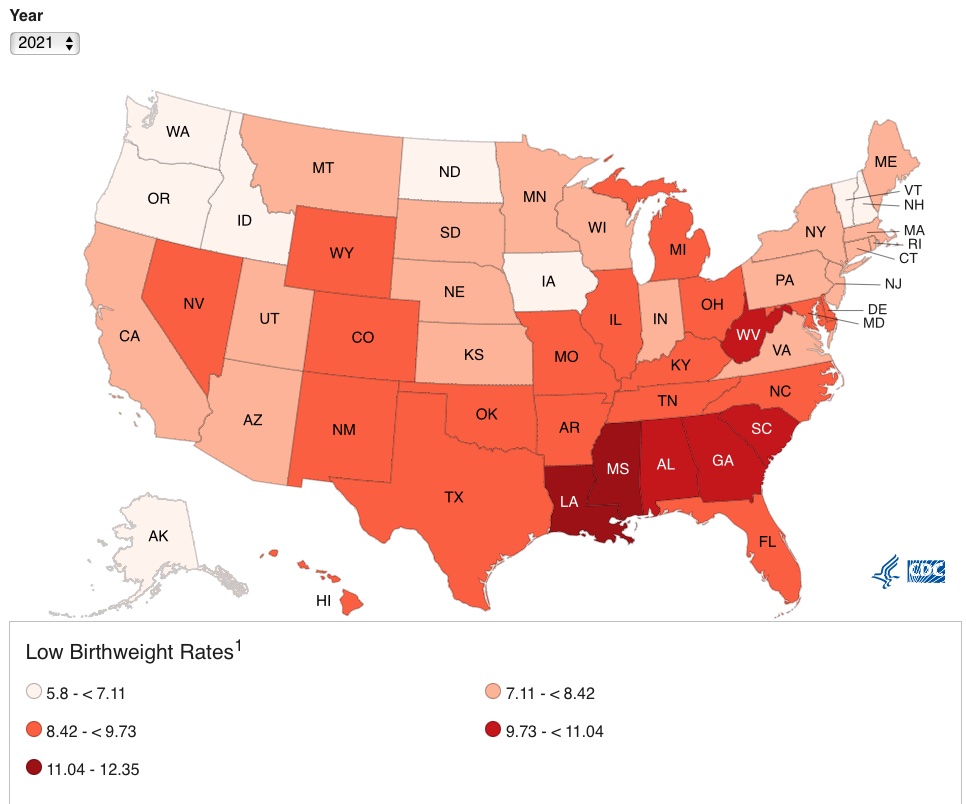 Year
2021
WA
MT
ND
MN
ME
VT
NH
OR
ID
WI
NY
MA
RI
CT
SD
MI
WY
PA
NJ
IA
NE
NV
OH
DE
MD
UT
IL
IN
CA
CO
WV
VA
KS
MO
KY
NC
TN
AZ
OK
NM
AR
SC
MS
AL
GA
TX
LA
AK
FL
HI
CDC
Low Birthweight Rates1
5.8 - < 7.11
7.11 - < 8.42
8.42 - < 9.73
9.73 - < 11.04
11.04 - 12.35